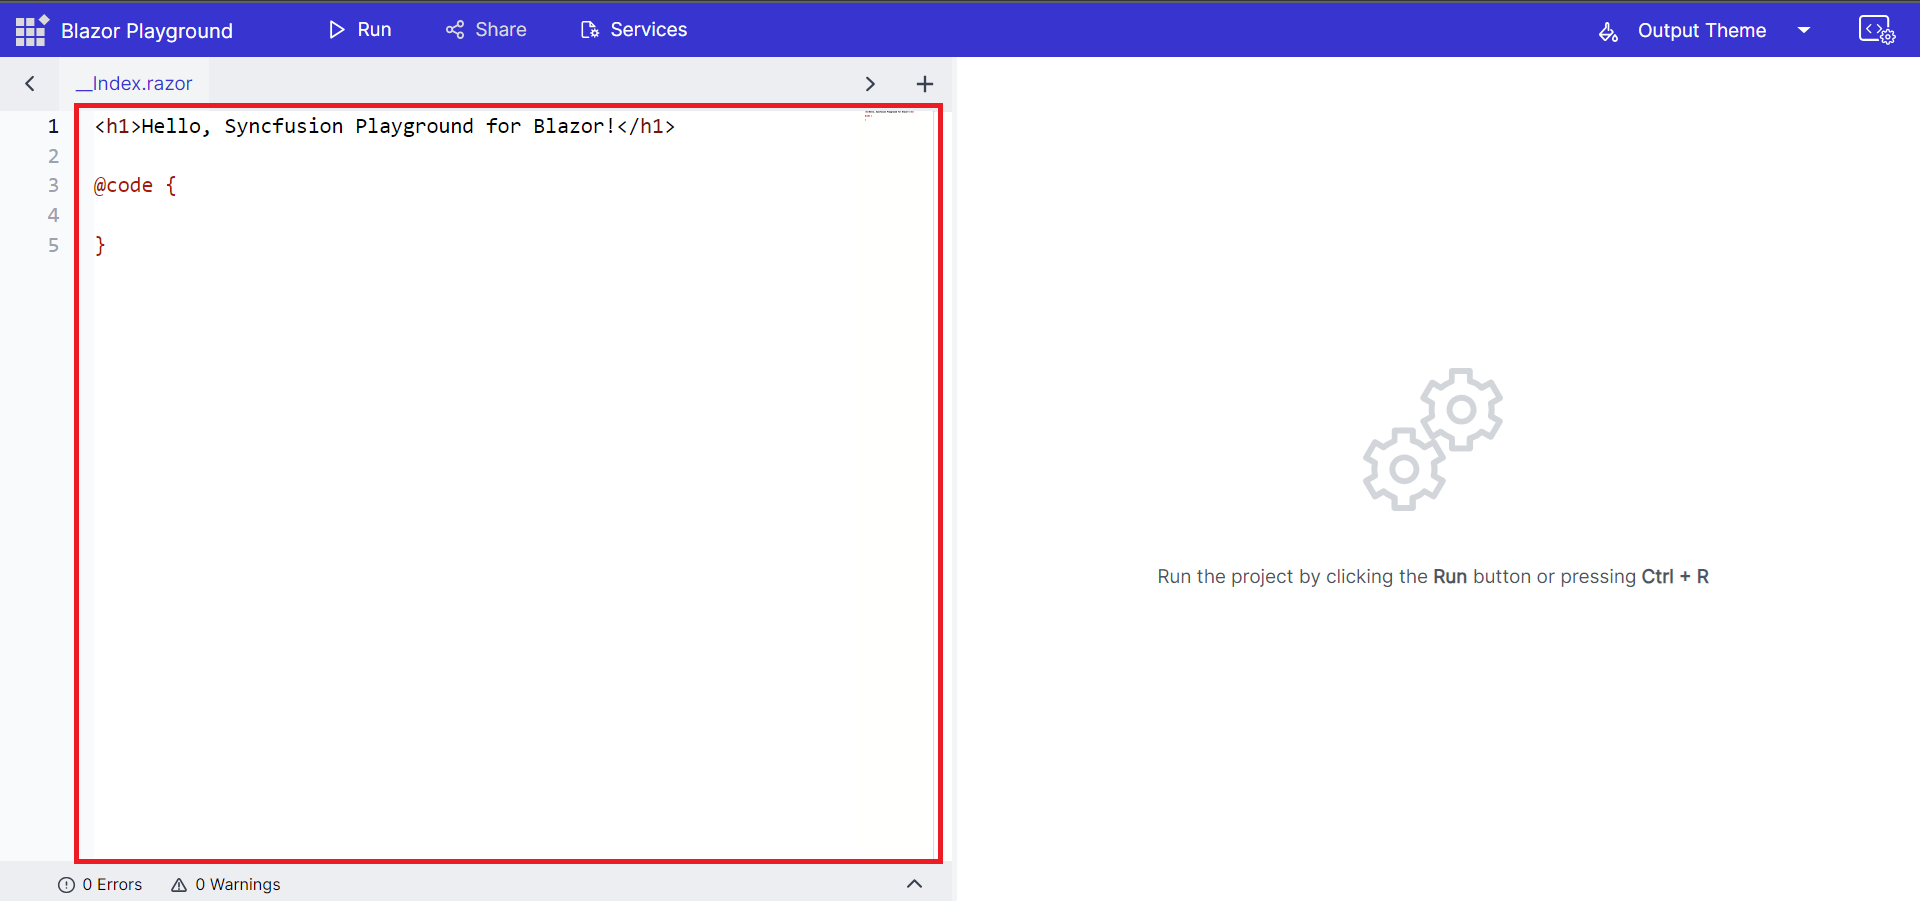 Blazor Playground Run Share Services Output Theme
__Index.razor
1 <h1>Hello, Syncfusion Playground for Blazor!</h1>
2
3 @code {
4
5 }
Run the project by clicking the Run button or pressing Ctrl + R
0 Errors 0 Warnings